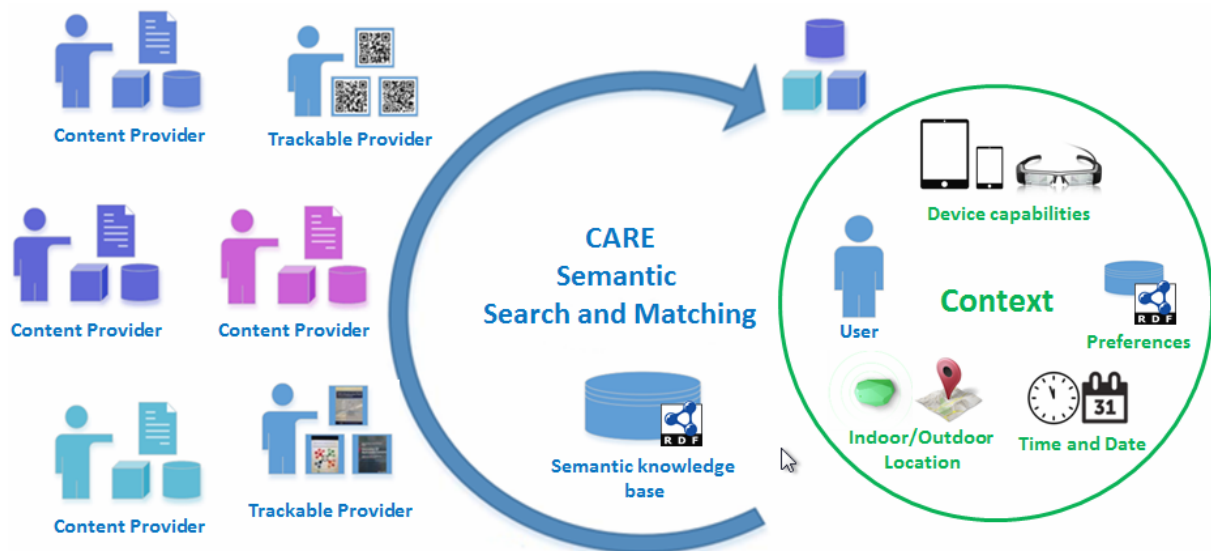 Content Provider
Trackable Provider
Content Provider
Content Provider
Content Provider
Trackable Provider
CARE
Semantic
Search and Matching
RDF
Semantic knowledge
base
Device capabilities
User
Context
RDF
Preferences
Indoor/Outdoor
Location
31
Time and Date